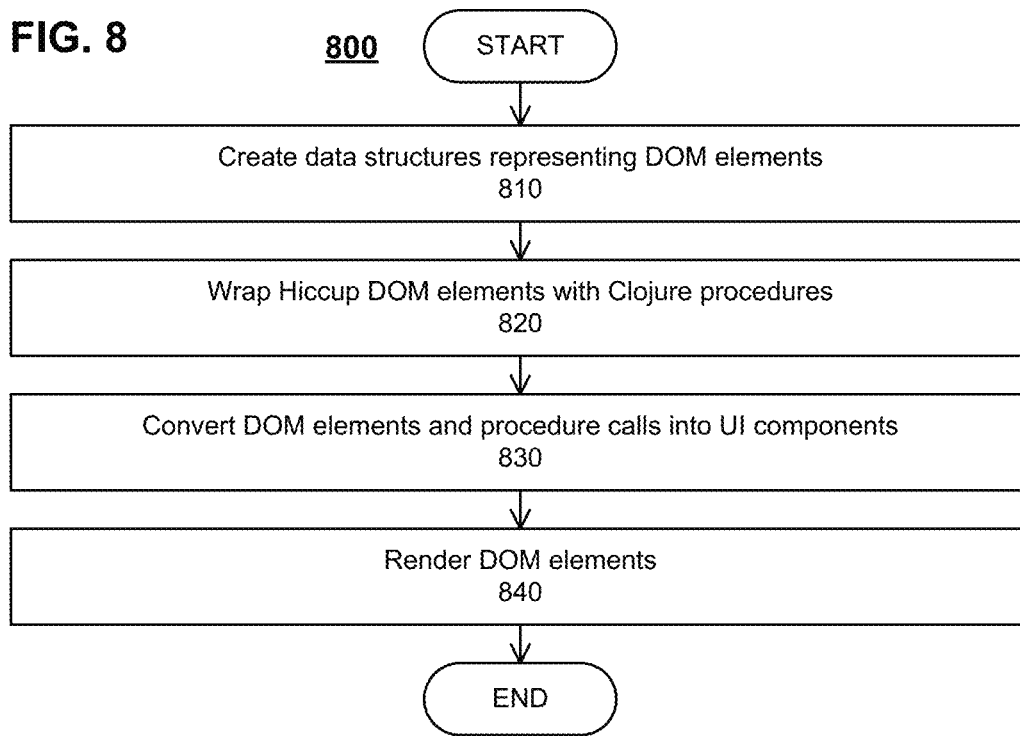 FIG. 8
800
START
Create data structures representing DOM elements
810
Wrap Hiccup DOM elements with Clojure procedures
820
Convert DOM elements and procedure calls into UI components
830
Render DOM elements
840
END